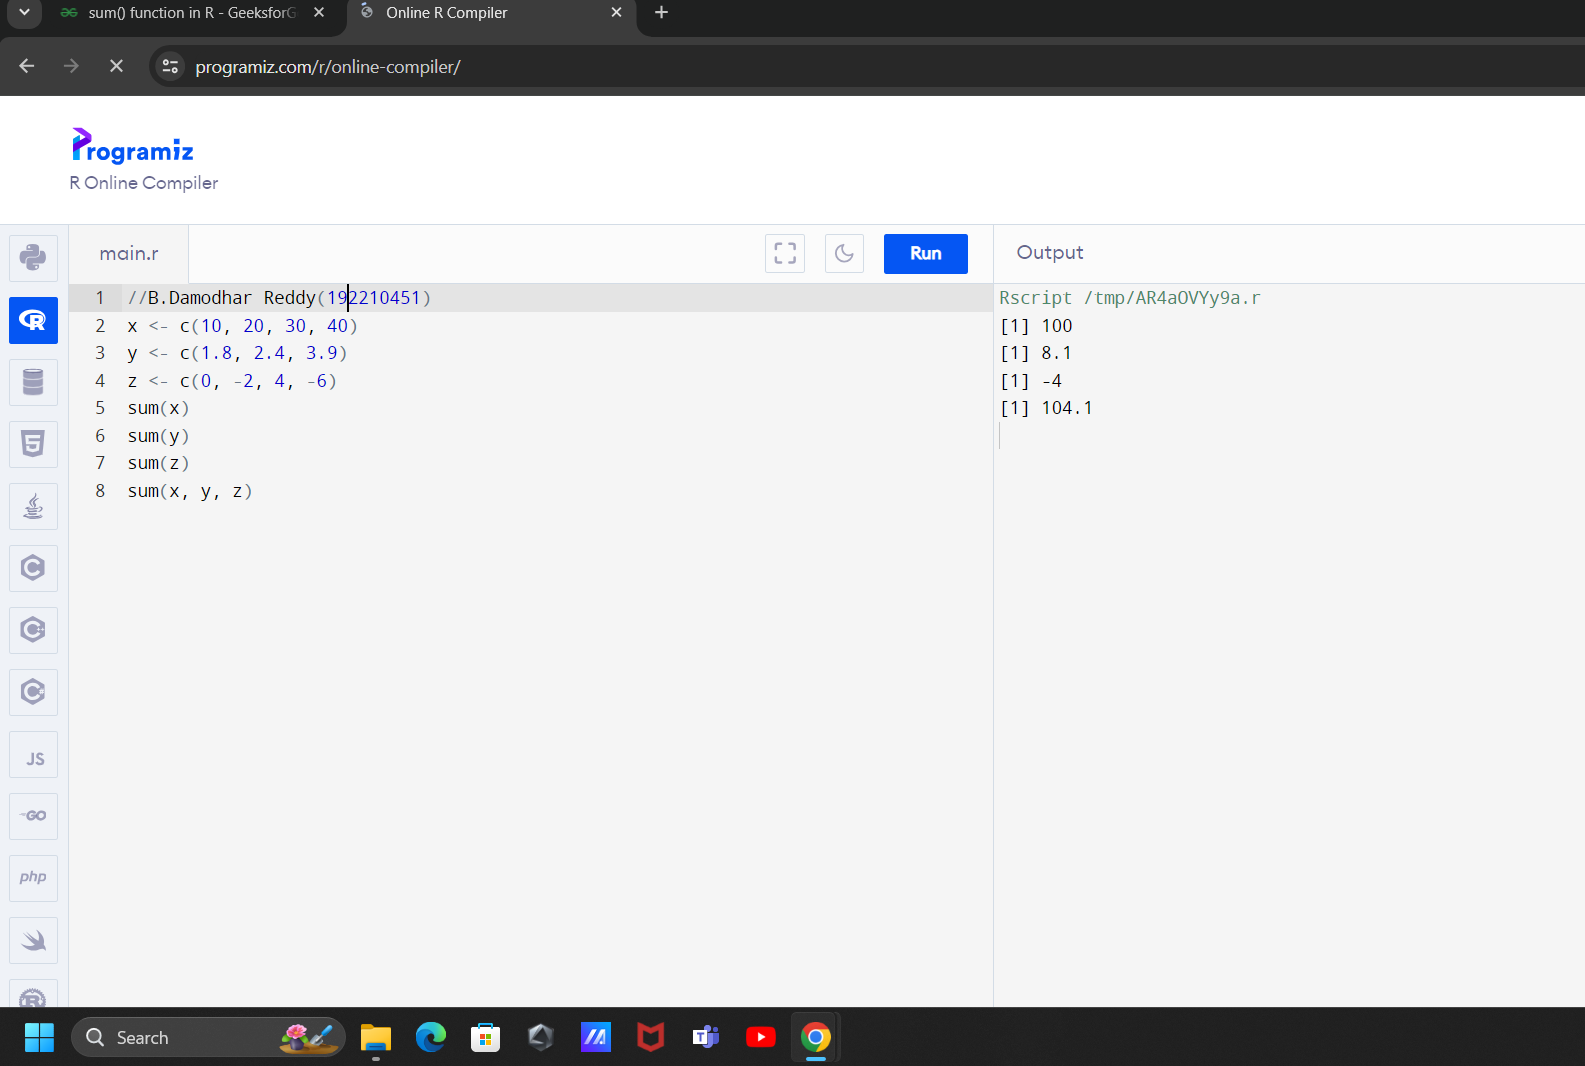 sum() function in R - GeeksforG
Online R Compiler
programiz.com/r/online-compiler/
Programiz
R Online Compiler
main.r
Run
Output
1 //B.Damodhar Reddy(192210451)
2 x <- c(10, 20, 30, 40)
3 y <- c(1.8, 2.4, 3.9)
4 z <- c(0, -2, 4, -6)
5 sum(x)
6 sum(y)
7 sum(z)
8 sum(x, y, z)
Rscript /tmp/AR4aOVYy9a.r
[1] 100
[1] 8.1
[1] -4
[1] 104.1
JS
GO
php
Search